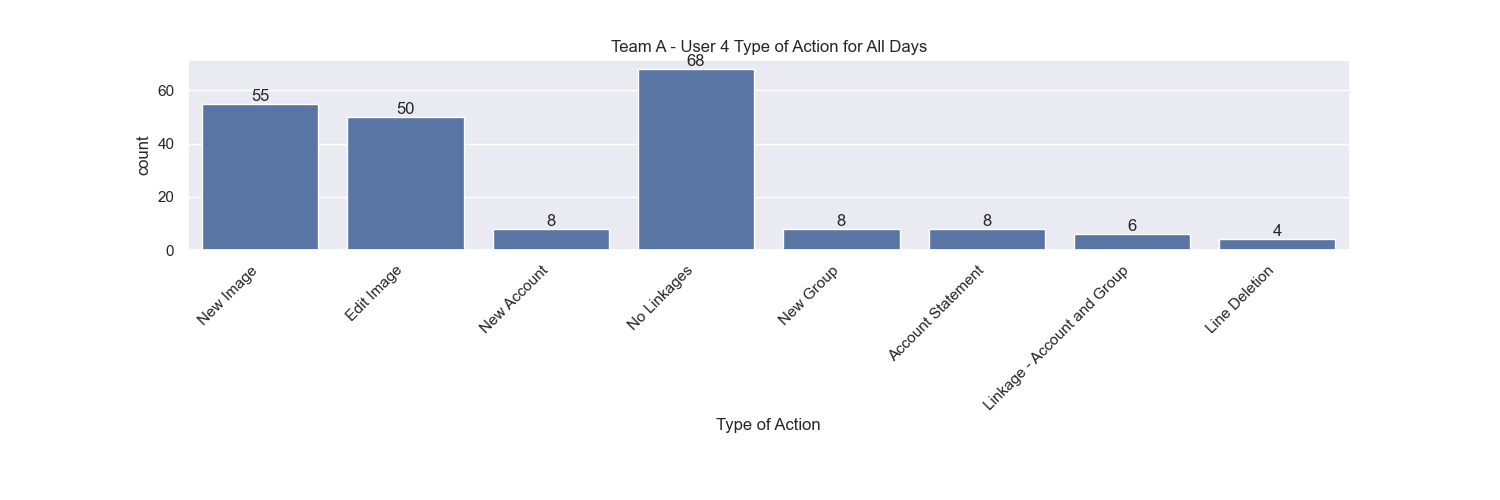 Team A - User 4 Type of Action for All Days
count
60
40
20
0
55
50
8
68
8
8
6
4
New Image
Edit Image
New Account
No Linkages
New Group
Account Statement
Linkage - Account and Group
Line Deletion
Type of Action